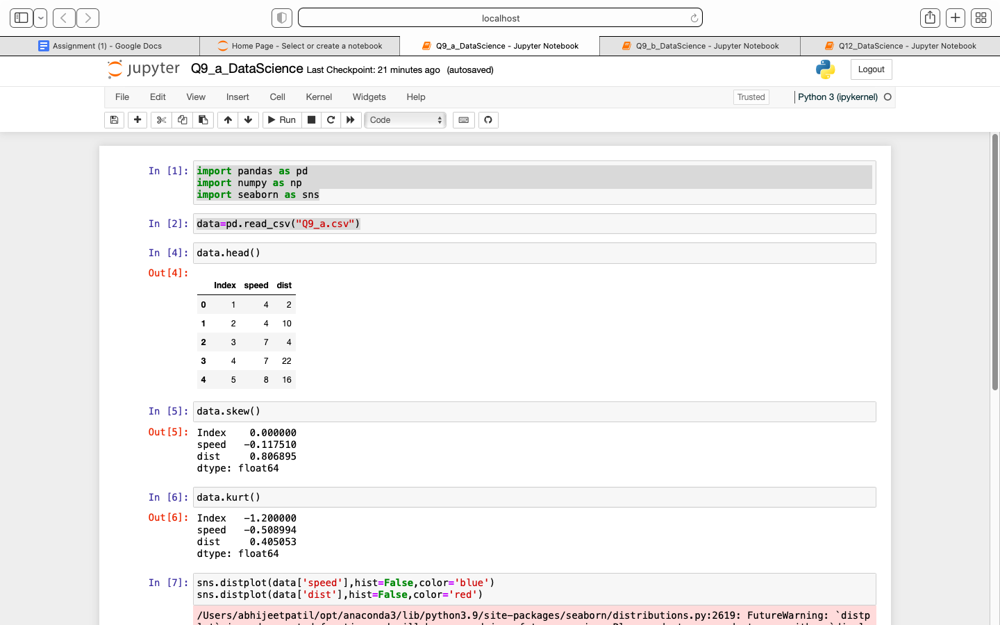 localhost
Assignment (1) - Google Docs
Home Page - Select or create a notebook
Q9_a_DataScience - Jupyter Notebook
Q9_b_DataScience - Jupyter Notebook
Q12_DataScience - Jupyter Notebook
jupyter Q9_a_DataScience Last Checkpoint: 21 minutes ago (autosaved)
Logout
File Edit View Insert Cell Kernel Widgets Help
Trusted
Python 3 (ipykernel)
Run
Code
In [1]: import pandas as pd
import numpy as np
import seaborn as sns
In [2]: data=pd.read_csv("Q9_a.csv")
In [4]: data.head()
Out[4]:
Index speed dist
0 1 4 2
1 2 4 10
2 3 7 4
3 4 7 22
4 5 8 16
In [5]: data.skew()
Out[5]: Index 0.000000
speed -0.117510
dist 0.806895
dtype: float64
In [6]: data.kurt()
Out[6]: Index -1.200000
speed -0.508994
dist 0.405053
dtype: float64
In [7]: sns.distplot(data['speed'],hist=False,color='blue')
sns.distplot(data['dist'],hist=False,color='red')
/Users/abhijeetpatil/opt/anaconda3/lib/python3.9/site-packages/seaborn/distributions.py:2619: FutureWarning: `distp